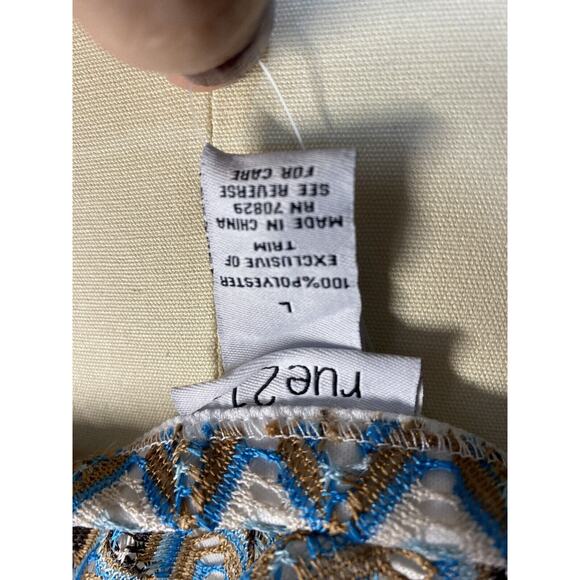 rue21
L
100%POLYESTER
EXCLUSIVE OF
TRIM
MADE IN CHINA
RN 70829
SEE REVERSE
FOR CARE